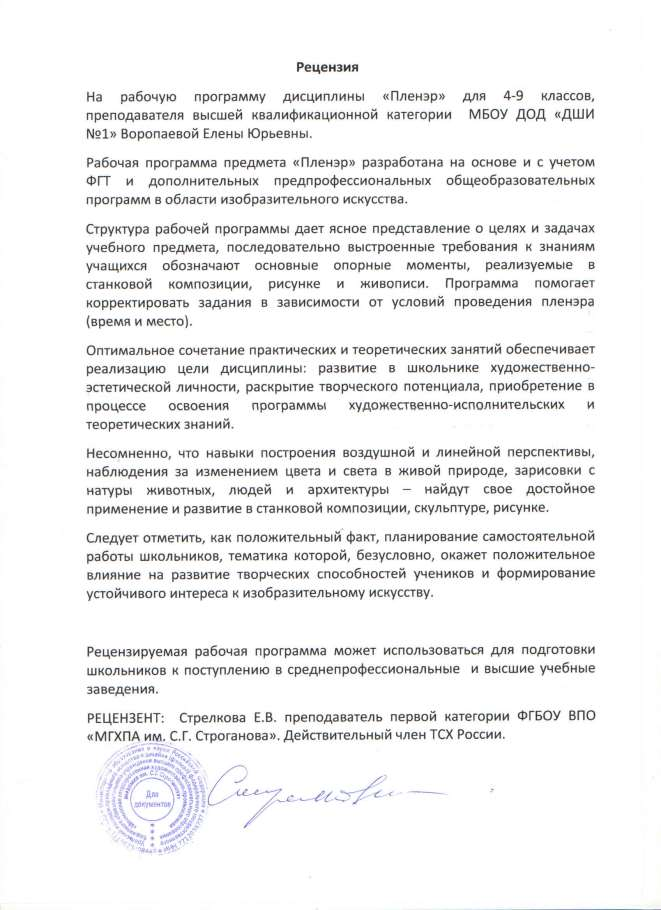 Рецензия
На рабочую программу дисциплины «Пленэр» для 4-9 классов,
преподавателя высшей квалификационной категории МБОУ ДОД «ДШИ
№1» Воропаевой Елены Юрьевны.
Рабочая программа предмета «Пленэр» разработана на основе и с учетом
ФГТ и дополнительных предпрофессиональных общеобразовательных
программ в области изобразительного искусства.
Структура рабочей программы дает ясное представление о целях и задачах
учебного предмета, последовательно выстроенные требования к знаниям
учащихся обозначают основные опорные моменты, реализуемые в
станковой композиции, рисунке и живописи. Программа помогает
корректировать задания в зависимости от условий проведения пленэра
(время и место).
Оптимальное сочетание практических и теоретических занятий обеспечивает
реализацию цели дисциплины: развитие в школьнике художественно-
эстетической личности, раскрытие творческого потенциала, приобретение в
процессе освоения программы художественно-исполнительских и
теоретических знаний.
Несомненно, что навыки построения воздушной и линейной перспективы,
наблюдения за изменением цвета и света в живой природе, зарисовки с
натуры животных, людей и архитектуры – найдут свое достойное
применение и развитие в станковой композиции, скульптуре, рисунке.
Следует отметить, как положительный факт, планирование самостоятельной
работы школьников, тематика которой, безусловно, окажет положительное
влияние на развитие творческих способностей учеников и формирование
устойчивого интереса к изобразительному искусству.
Рецензируемая рабочая программа может использоваться для подготовки
школьников к поступлению в среднепрофессиональные и высшие учебные
заведения.
РЕЦЕНЗЕНТ: Стрелкова Е.В. преподаватель первой категории ФГБОУ ВПО
«МГХПА им. С.Г. Строганова». Действительный член ТСХ России.
Для
документов